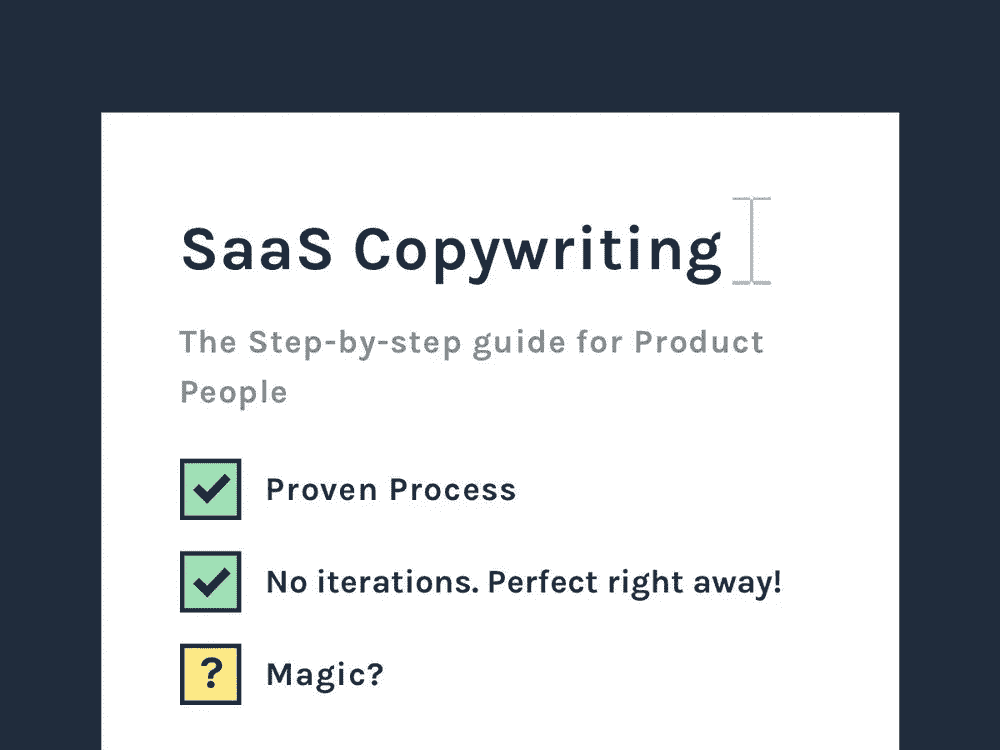 SaaS Copywriting
The Step-by-step guide for Product
People
Proven Process
No iterations. Perfect right away!
?
Magic?